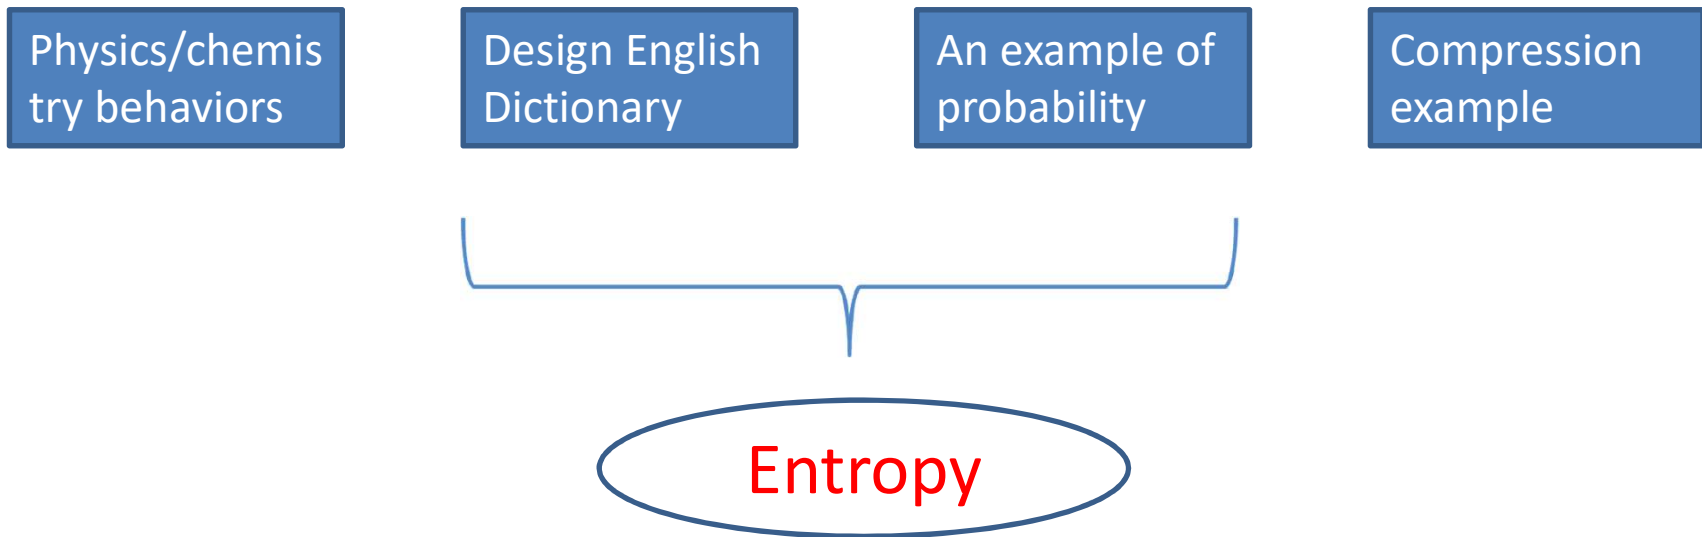 Physics/chemis
try behaviors
Design English
Dictionary
An example of
probability
Compression
example
Entropy